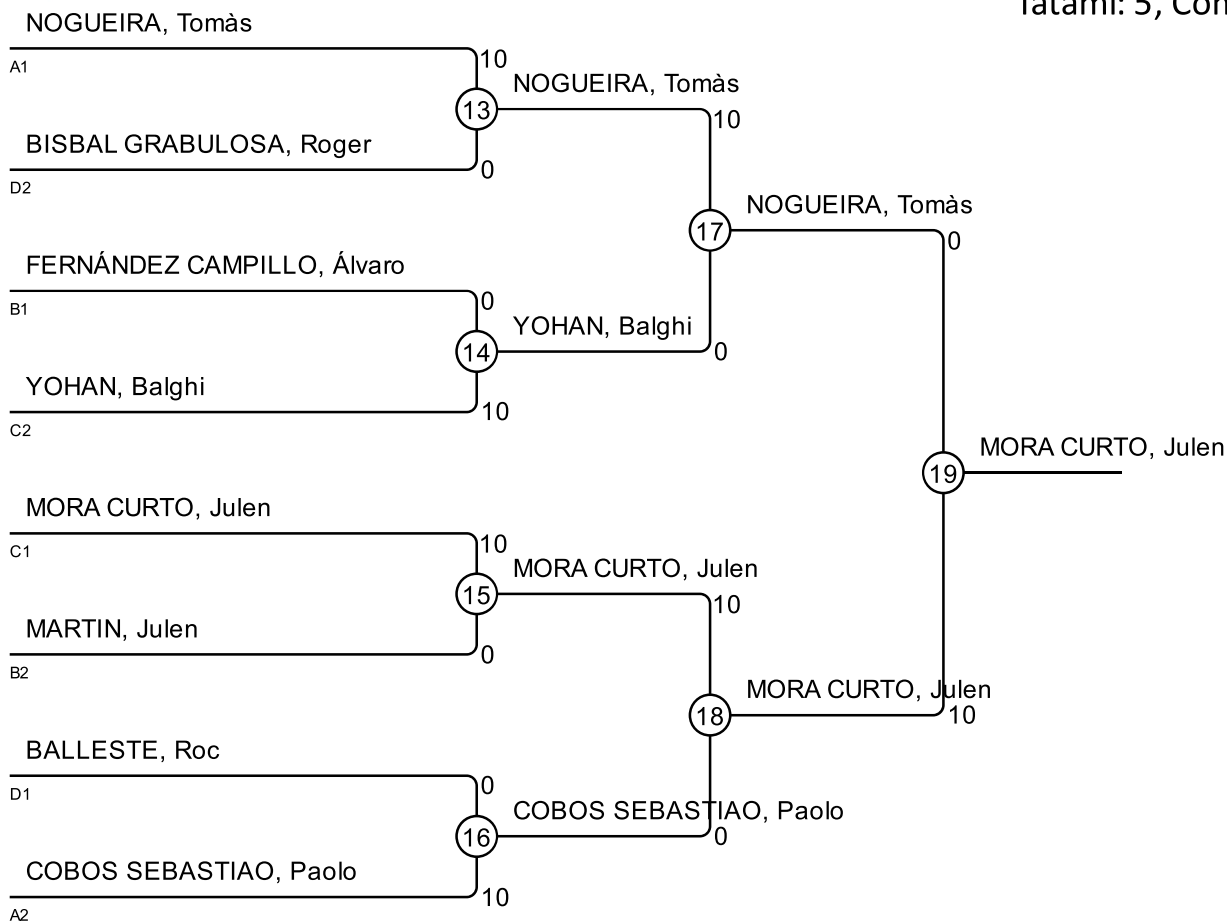 Tatami: 5, Con
NOGUEIRA, Tomàs
A1
10
13
NOGUEIRA, Tomàs
10
BISBAL GRABULOSA, Roger
0
D2
17
NOGUEIRA, Tomàs
0
FERNÁNDEZ CAMPILLO, Álvaro
B1
0
14
YOHAN, Balghi
0
YOHAN, Balghi
10
C2
19
MORA CURTO, Julen
MORA CURTO, Julen
C1
10
15
MORA CURTO, Julen
10
MARTIN, Julen
0
B2
18
MORA CURTO, Julen
10
BALLESTE, Roc
D1
0
16
COBOS SEBASTIAO, Paolo
0
COBOS SEBASTIAO, Paolo
10
A2